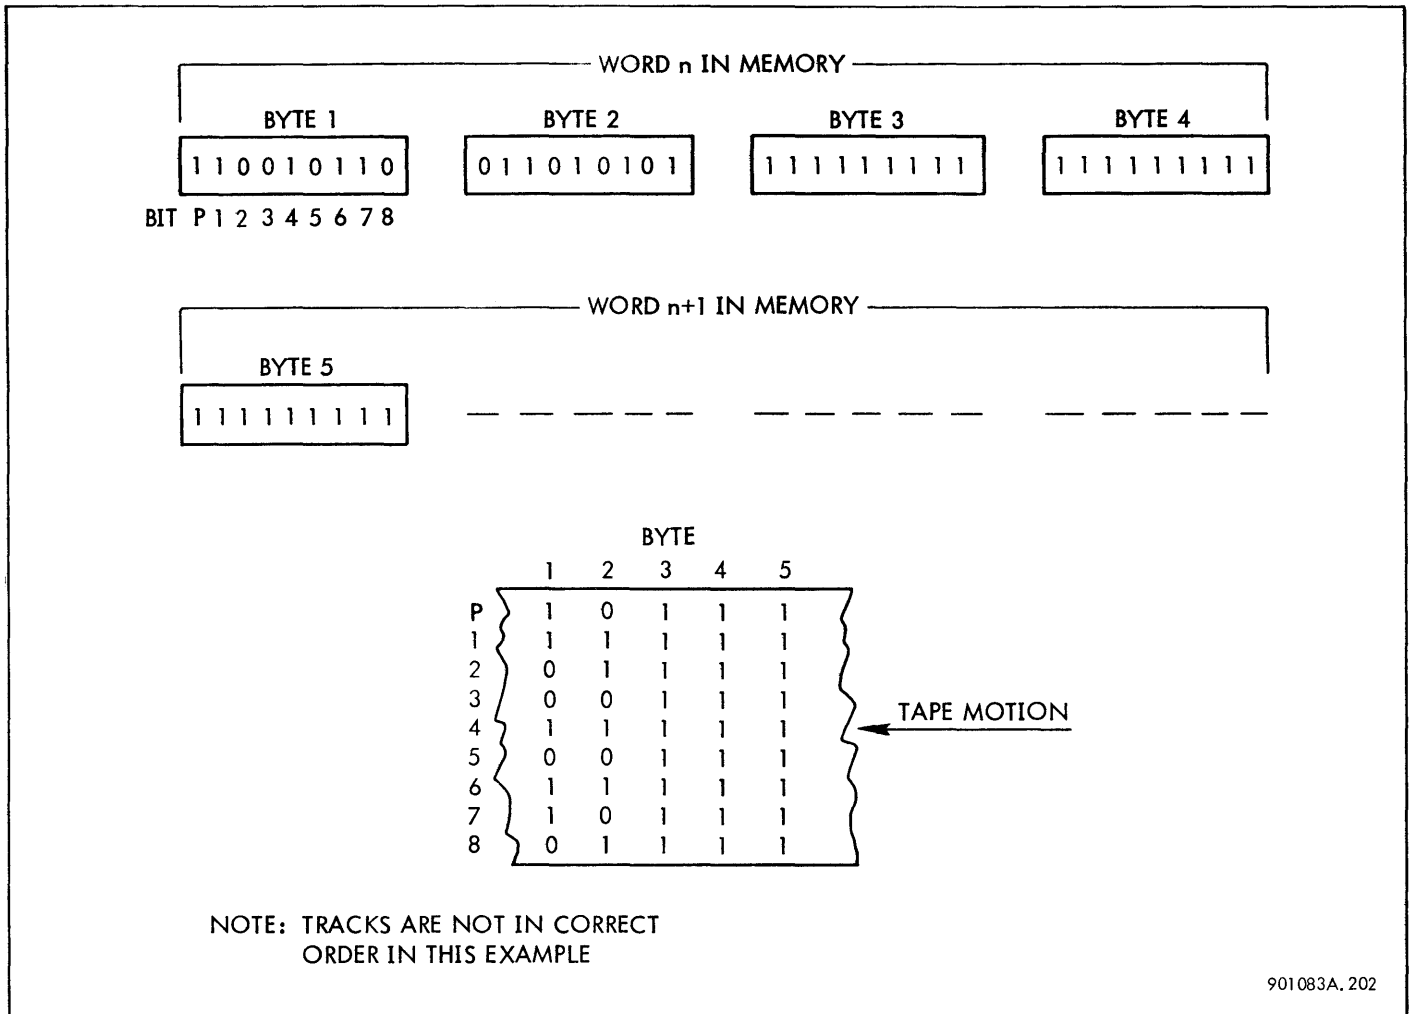 WORD n IN MEMORY
BYTE 1 BYTE 2 BYTE 3 BYTE 4
1 1 0 0 1 0 1 1 0 0 1 1 0 1 0 1 0 1 1 1 1 1 1 1 1 1 1 1 1 1 1 1 1 1 1 1
BIT P 1 2 3 4 5 6 7 8
WORD n+1 IN MEMORY
BYTE 5
1 1 1 1 1 1 1 1 1
BYTE
1 2 3 4 5
P 1 0 1 1 1
1 1 1 1 1 1
2 0 1 1 1 1
3 0 0 1 1 1
TAPE MOTION
4 1 1 1 1 1
5 0 0 1 1 1
6 1 1 1 1 1
7 1 0 1 1 1
8 0 1 1 1 1
NOTE: TRACKS ARE NOT IN CORRECT
ORDER IN THIS EXAMPLE
901083A.202